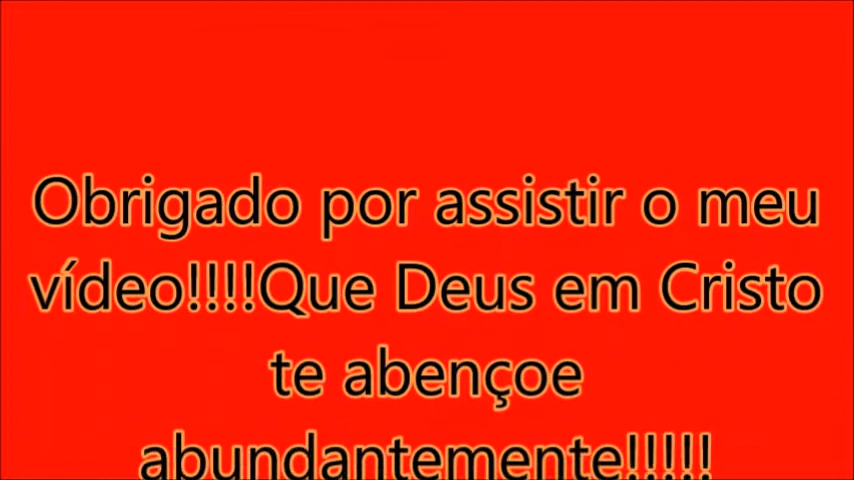 Obrigado por assistir o meu
vídeo!!!!Que Deus em Cristo
te abençoe
abundantemente!!!!!